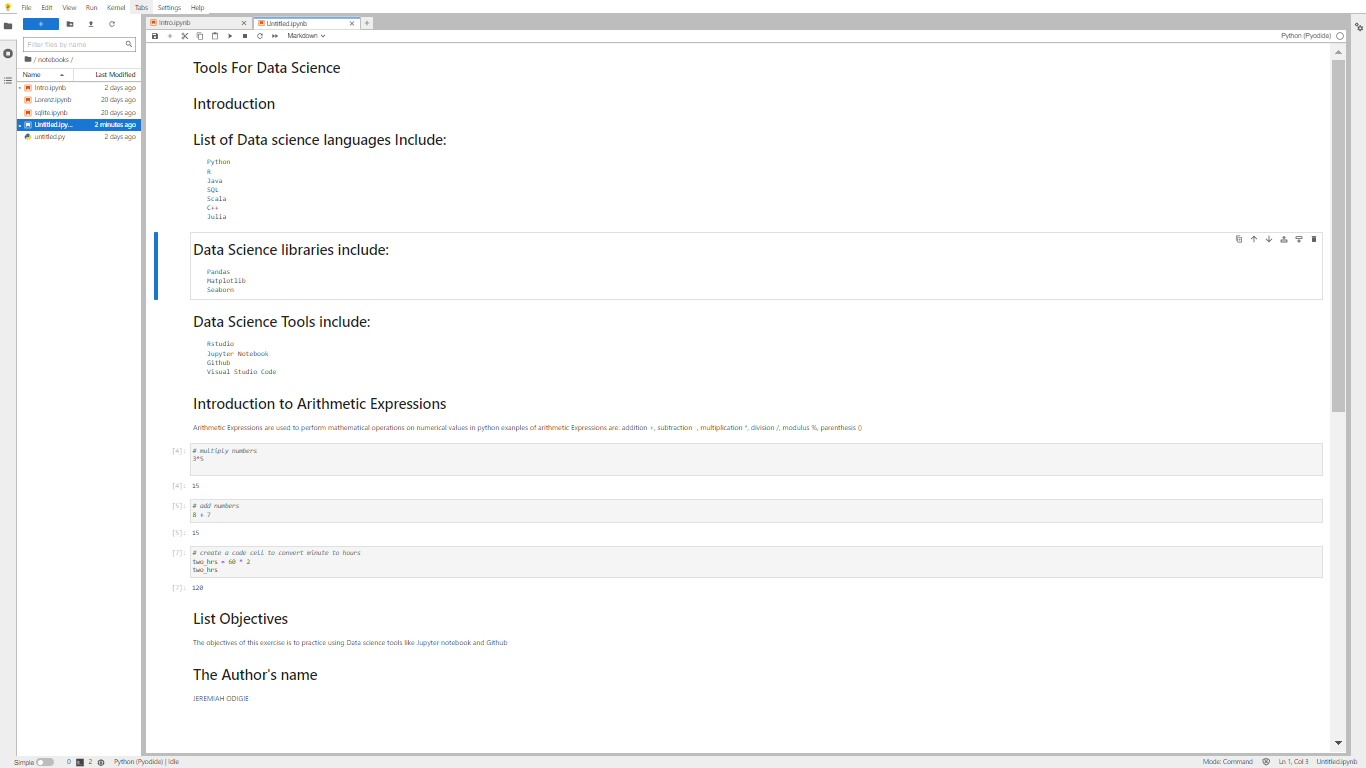 File Edit View Run Kernel Tabs Settings Help
+
Filter files by name
/ notebooks /
Name Last Modified
Intro.ipynb 2 days ago
Lorenz.ipynb 20 days ago
sqlite.ipynb 20 days ago
Untitled.ipy... 2 minutes ago
untitled.py 2 days ago
Intro.ipynb
Untitled.ipynb
Markdown
Python (Pyodide)
Tools For Data Science
Introduction
List of Data science languages Include:
Python
R
Java
SQL
Scala
C++
Julia
Data Science libraries include:
Pandas
Matplotlib
Seaborn
Data Science Tools include:
Rstudio
Jupyter Notebook
Github
Visual Studio Code
Introduction to Arithmetic Expressions
Arithmetic Expressions are used to perform mathematical operations on numerical values in python examples of arithmetic Expressions are: addition +, subtraction -, multiplication *, division /, modulus %, parenthesis ()
[4]: # multiply numbers
3*5
[4]: 15
[5]: # add numbers
8 + 7
[5]: 15
[7]: # create a code cell to convert minute to hours
two_hrs = 60 * 2
two_hrs
[7]: 120
List Objectives
The objectives of this exercise is to practice using Data science tools like Jupyter notebook and Github
The Author's name
JEREMIAH ODIGIE
Simple 0 2 Python (Pyodide) | Idle
Mode: Command Ln 1, Col 3 Untitled.ipynb